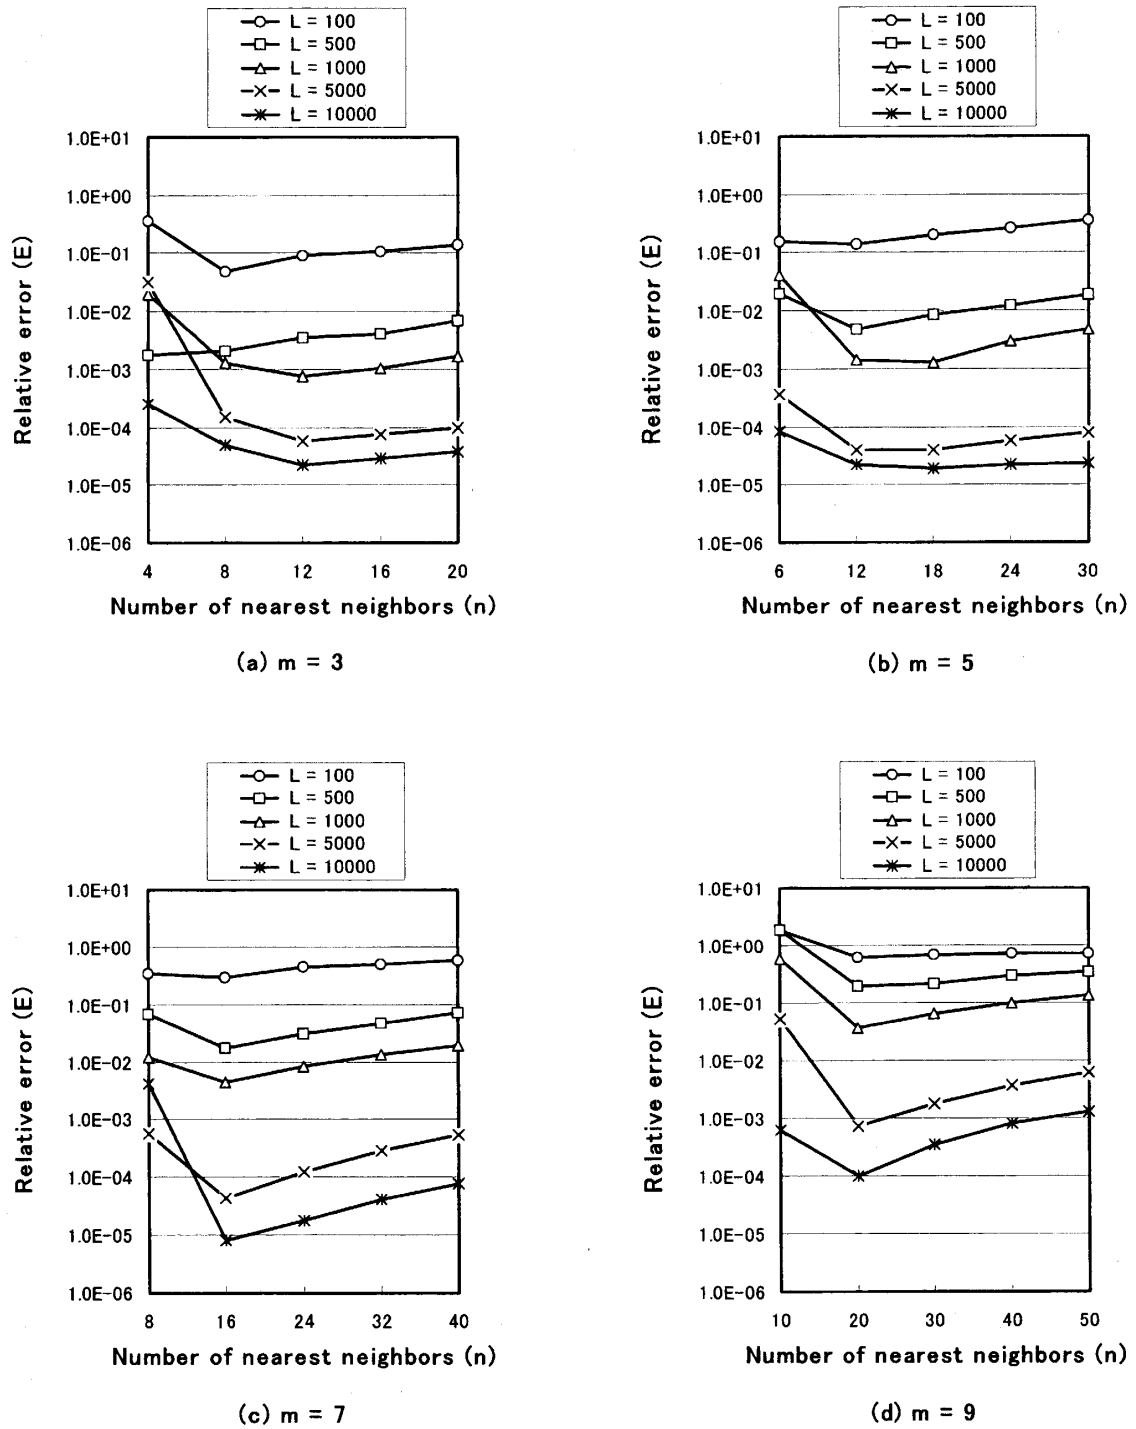 L = 100
L = 500
L = 1000
L = 5000
L = 10000
1.0E+01
1.0E+00
1.0E-01
1.0E-02
1.0E-03
1.0E-04
1.0E-05
1.0E-06
Relative error (E)
4 8 12 16 20
Number of nearest neighbors (n)
(a) m = 3
L = 100
L = 500
L = 1000
L = 5000
L = 10000
1.0E+01
1.0E+00
1.0E-01
1.0E-02
1.0E-03
1.0E-04
1.0E-05
1.0E-06
Relative error (E)
6 12 18 24 30
Number of nearest neighbors (n)
(b) m = 5
L = 100
L = 500
L = 1000
L = 5000
L = 10000
1.0E+01
1.0E+00
1.0E-01
1.0E-02
1.0E-03
1.0E-04
1.0E-05
1.0E-06
Relative error (E)
8 16 24 32 40
Number of nearest neighbors (n)
(c) m = 7
L = 100
L = 500
L = 1000
L = 5000
L = 10000
1.0E+01
1.0E+00
1.0E-01
1.0E-02
1.0E-03
1.0E-04
1.0E-05
1.0E-06
Relative error (E)
10 20 30 40 50
Number of nearest neighbors (n)
(d) m = 9